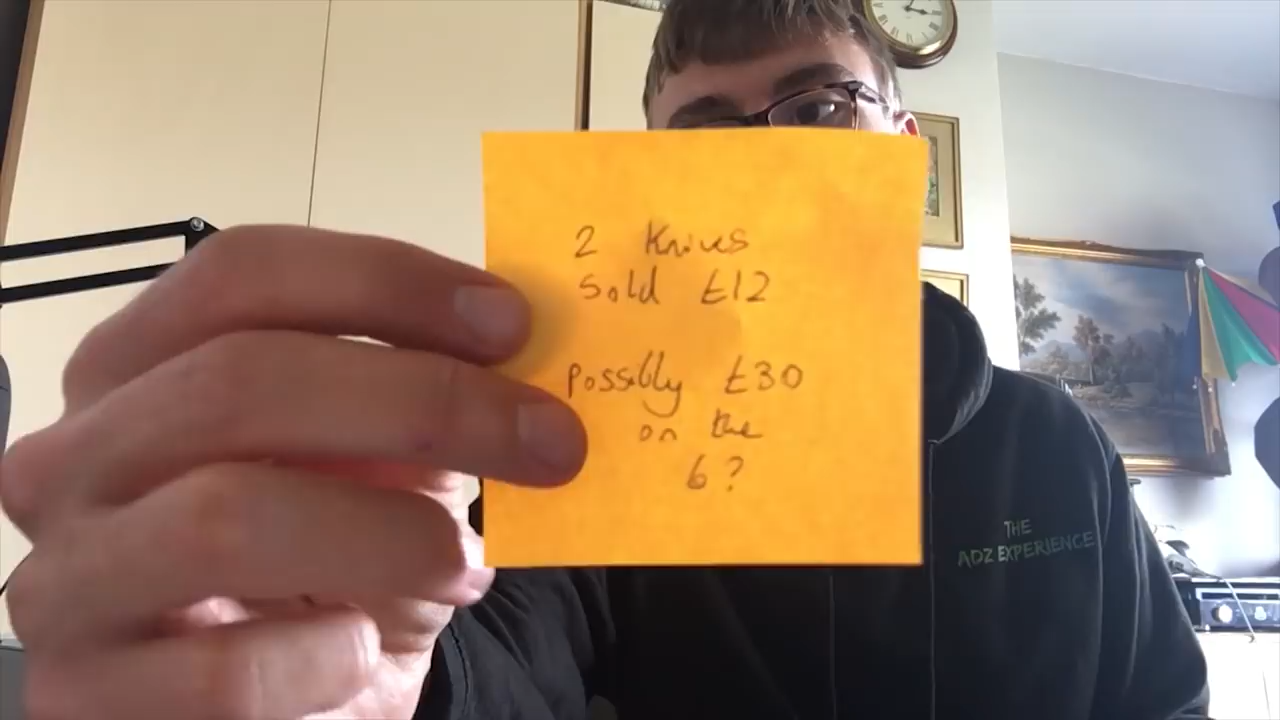 2 Knives
Sold £12
possibly £30
on the
6?
THE
ADZ EXPERIENCE